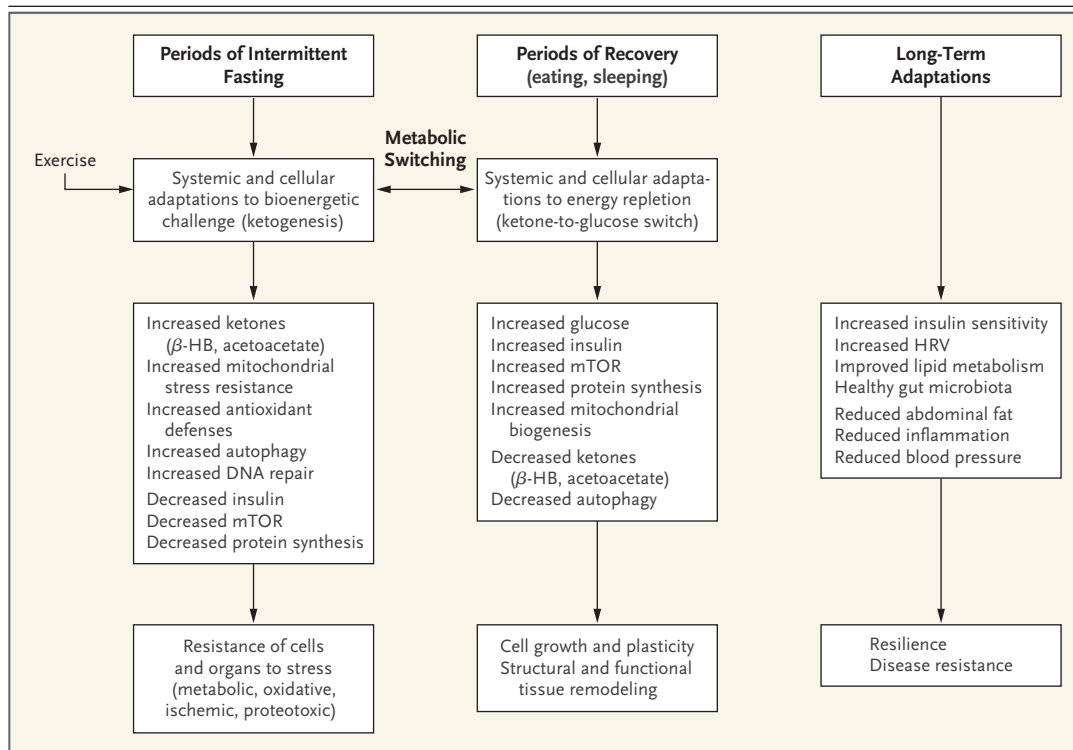 Periods of Intermittent
Fasting
Periods of Recovery
(eating, sleeping)
Long-Term
Adaptations
Exercise
Metabolic
Switching
Systemic and cellular
adaptations to bioenergetic
challenge (ketogenesis)
Systemic and cellular adapta-
tions to energy repletion
(ketone-to-glucose switch)
Increased ketones
(β-HB, acetoacetate)
Increased mitochondrial
stress resistance
Increased antioxidant
defenses
Increased autophagy
Increased DNA repair
Decreased insulin
Decreased mTOR
Decreased protein synthesis
Increased glucose
Increased insulin
Increased mTOR
Increased protein synthesis
Increased mitochondrial
biogenesis
Decreased ketones
(β-HB, acetoacetate)
Decreased autophagy
Increased insulin sensitivity
Increased HRV
Improved lipid metabolism
Healthy gut microbiota
Reduced abdominal fat
Reduced inflammation
Reduced blood pressure
Resistance of cells
and organs to stress
(metabolic, oxidative,
ischemic, proteotoxic)
Cell growth and plasticity
Structural and functional
tissue remodeling
Resilience
Disease resistance